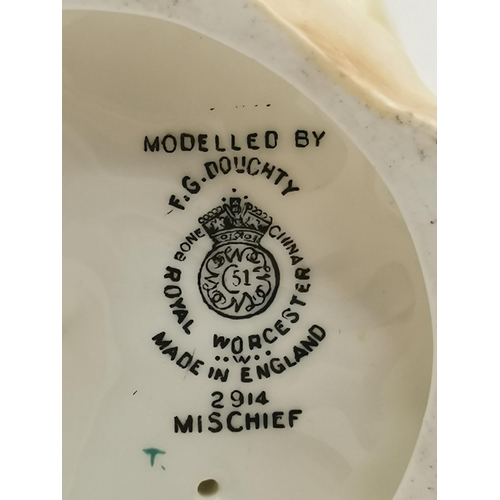 MODELLED BY
F.G. DOUGHTY
BONE CHINA
51
ROYAL WORCESTER
..W..
MADE IN ENGLAND
2914
MISCHIEF
T.